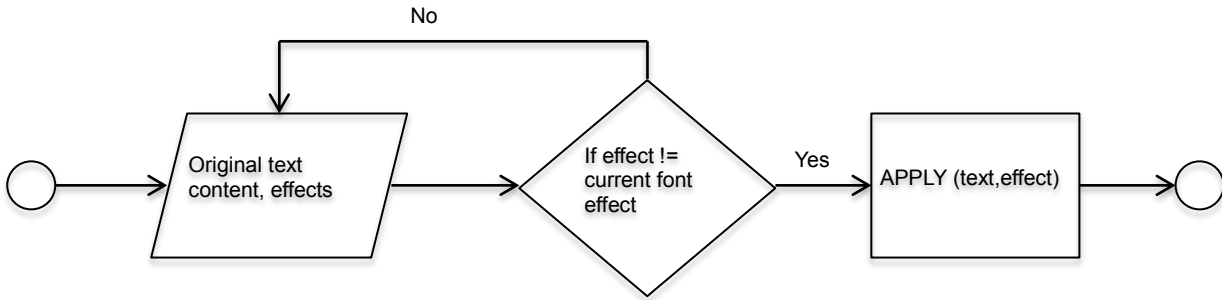 No
Original text
content, effects
If effect !=
current font
effect
Yes
APPLY (text,effect)